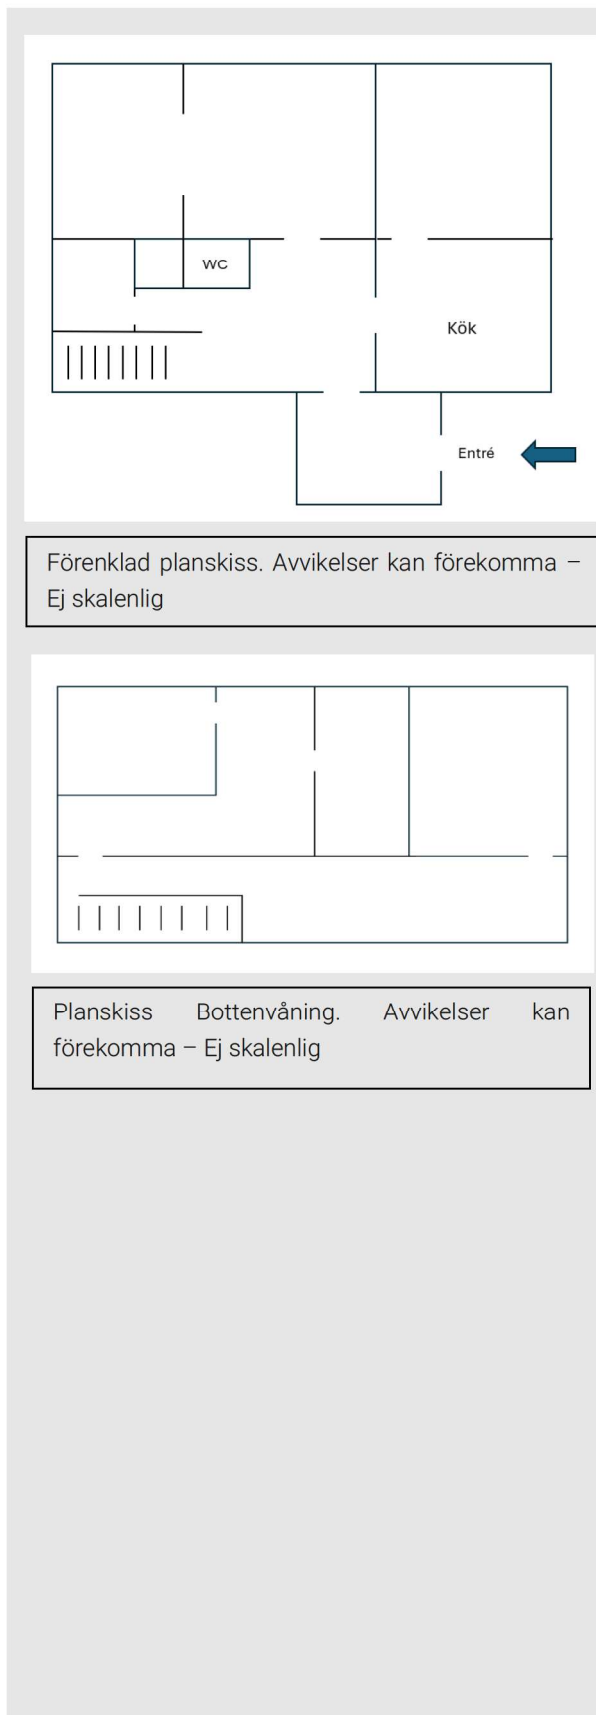 WC
Kök
Entré
Förenklad planskiss. Avvikelser kan förekomma –
Ej skalenlig
Planskiss Bottenvåning. Avvikelser kan
förekomma – Ej skalenlig